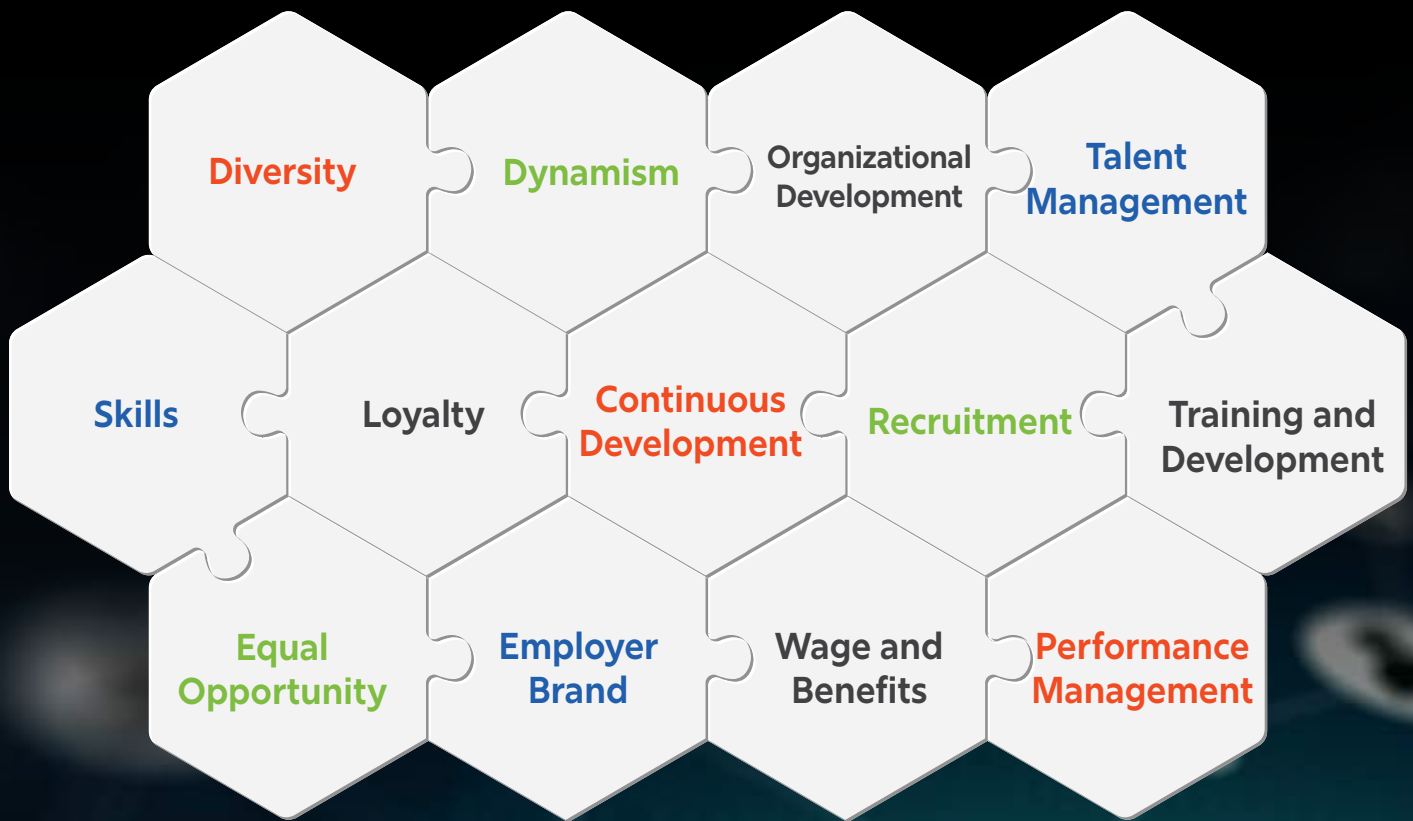 Diversity
Dynamism
Organizational
Development
Talent
Management
Skills
Loyalty
Continuous
Development
Recruitment
Training and
Development
Equal
Opportunity
Employer
Brand
Wage and
Benefits
Performance
Management